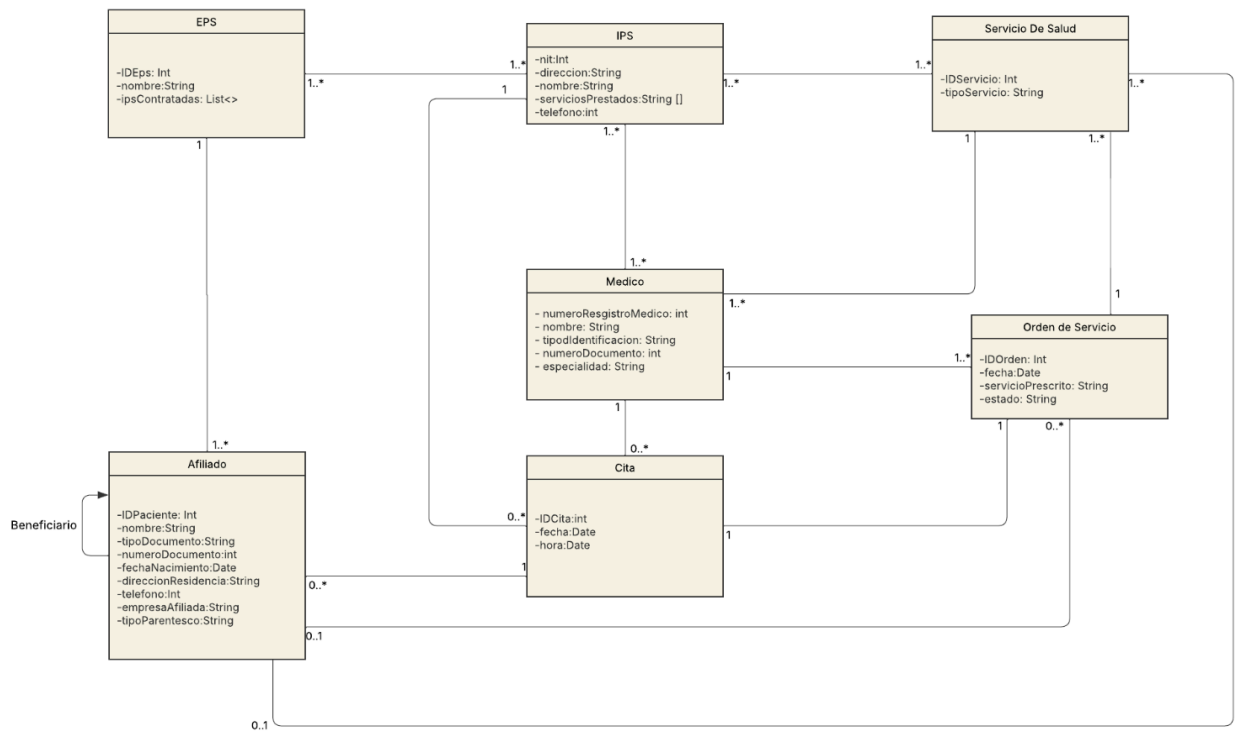 EPS
-IDEps: Int
-nombre:String
-ipsContratadas: List<>
1..*
1..*
1
IPS
-nit:Int
-direccion:String
-nombre:String
-serviciosPrestados:String []
-telefono:int
1
1..*
1..*
1..*
Servicio De Salud
-IDServicio: Int
-tipoServicio: String
1..*
1
1..*
1..*
Medico
- numeroResgistroMedico: int
- nombre: String
- tipodIdentificacion: String
- numeroDocumento: int
- especialidad: String
1..*
1
1
1
1..*
Orden de Servicio
-IDOrden: Int
-fecha:Date
-servicioPrescrito: String
-estado: String
1
0..*
1..*
Afiliado
-IDPaciente: Int
-nombre:String
-tipoDocumento:String
-numeroDocumento:int
-fechaNacimiento:Date
-direccionResidencia:String
-telefono:Int
-empresaAfiliada:String
-tipoParentesco:String
Beneficiario
0..*
0..1
0..1
0..*
Cita
-IDCita:int
-fecha:Date
-hora:Date
0..*
1
1